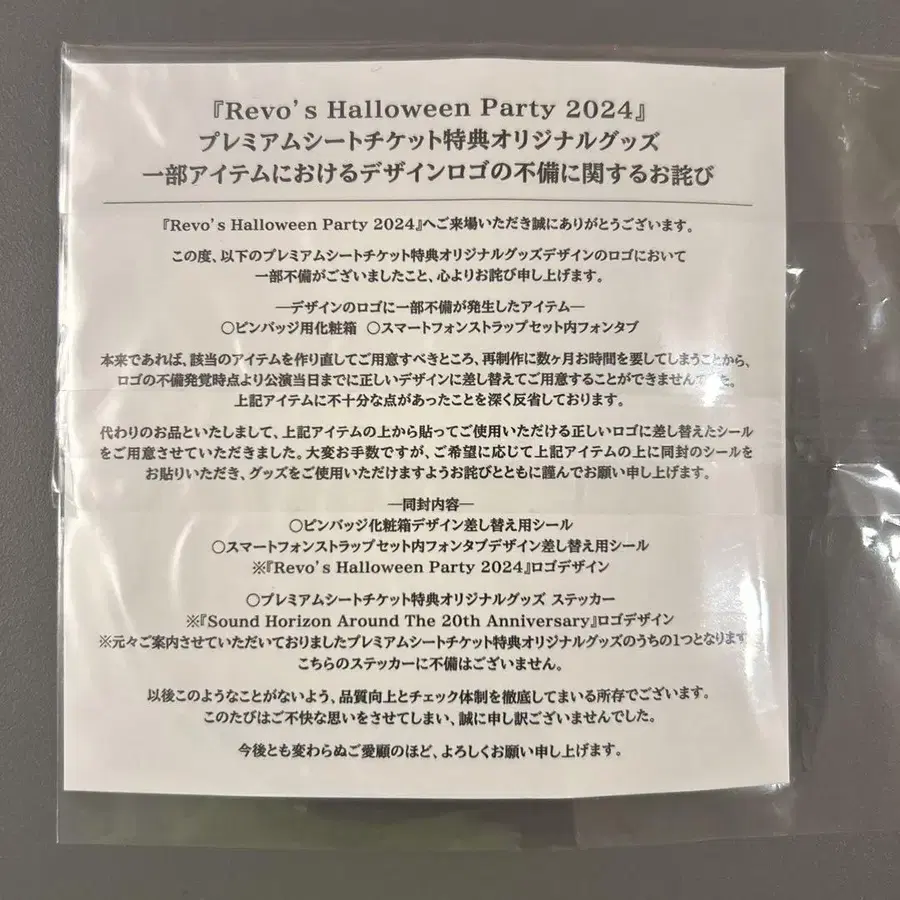 『Revo's Halloween Party 2024』
プレミアムシートチケット特典オリジナルグッズ
一部アイテムにおけるデザインロゴの不備に関するお詫び
『Revo's Halloween Party 2024』へご来場いただき誠にありがとうございます。
この度、以下のプレミアムシートチケット特典オリジナルグッズデザインのロゴにおいて
一部不備がございましたこと、心よりお詫び申し上げます。
―デザインのロゴに一部不備が発生したアイテム―
○ピンバッジ用化粧箱 ○スマートフォンストラップセット内フォンタブ
本来であれば、該当のアイテムを作り直してご用意すべきところ、再制作に数ヶ月お時間を要してしまうことから、
ロゴの不備発覚時点より公演当日までに正しいデザインに差し替えてご用意することができませんでした。
上記アイテムに不十分な点があったことを深く反省しております。
代わりのお品といたしまして、上記アイテムの上から貼ってご使用いただける正しいロゴに差し替えたシール
をご用意させていただきました。大変お手数ですが、ご希望に応じて上記アイテムの上に同封のシールを
お貼りいただき、グッズをご使用いただけますようお詫びとともに謹んでお願い申し上げます。
―同封内容―
○ピンバッジ化粧箱デザイン差し替え用シール
○スマートフォンストラップセット内フォンタブデザイン差し替え用シール
※『Revo's Halloween Party 2024』ロゴデザイン
○プレミアムシートチケット特典オリジナルグッズ ステッカー
※『Sound Horizon Around The 20th Anniversary』ロゴデザイン
※元々ご案内させていただいておりましたプレミアムシートチケット特典オリジナルグッズのうちの1つとなります
こちらのステッカーに不備はございません。
以後このようなことがないよう、品質向上とチェック体制を徹底してまいる所存でございます。
このたびはご不快な思いをさせてしまい、誠に申し訳ございませんでした。
今後とも変わらぬご愛顧のほど、よろしくお願い申し上げます。